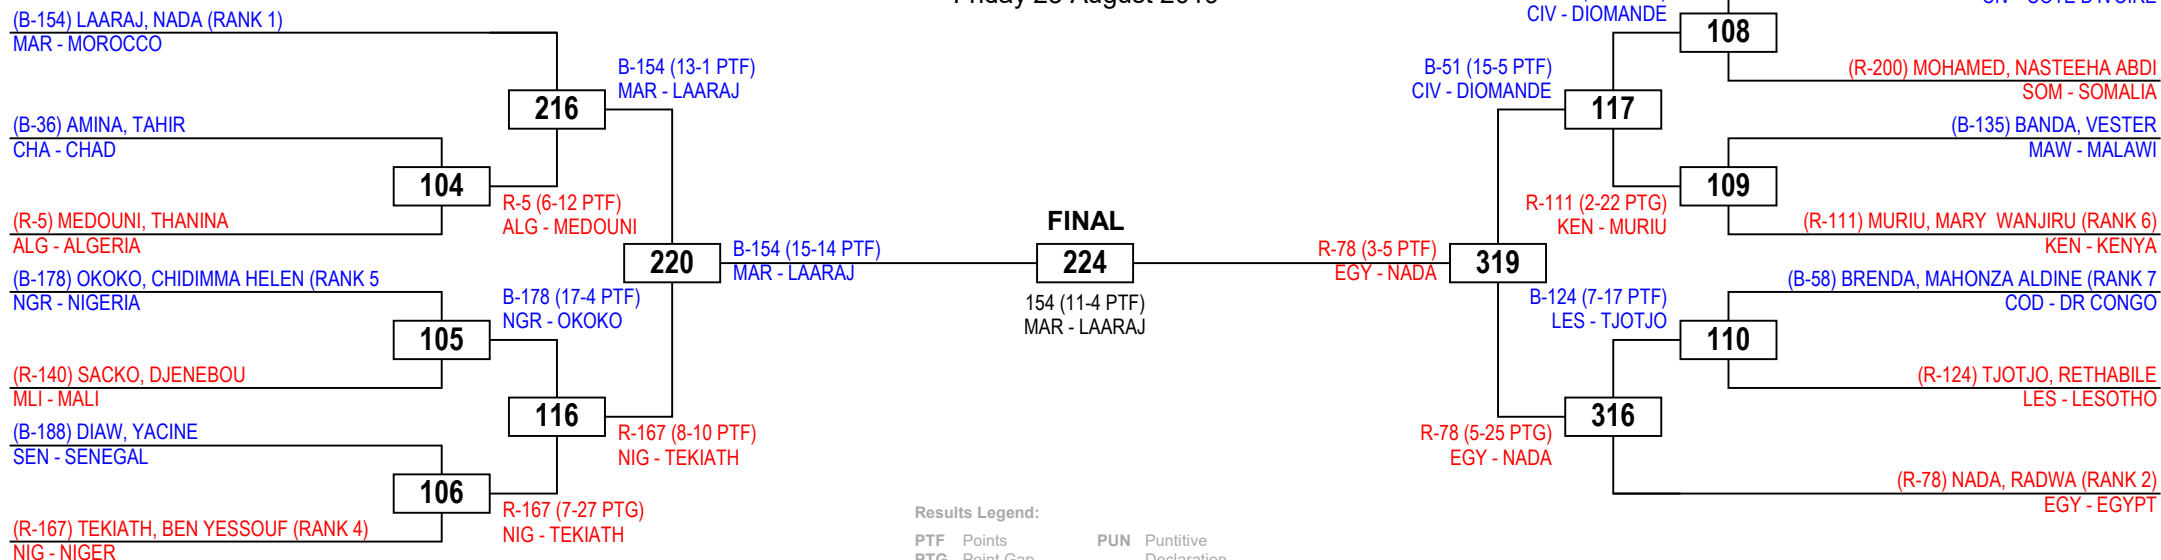 (B-154) LAARAJ, NADA (RANK 1)
MAR - MOROCCO
B-154 (13-1 PTF)
MAR - LAARAJ
216
(B-36) AMINA, TAHIR
CHA - CHAD
104
R-5 (6-12 PTF)
ALG - MEDOUNI
(R-5) MEDOUNI, THANINA
ALG - ALGERIA
220
B-154 (15-14 PTF)
MAR - LAARAJ
(B-178) OKOKO, CHIDIMMA HELEN (RANK 5
NGR - NIGERIA
B-178 (17-4 PTF)
NGR - OKOKO
105
(R-140) SACKO, DJENEBOU
MLI - MALI
116
R-167 (8-10 PTF)
NIG - TEKIATH
(B-188) DIAW, YACINE
SEN - SENEGAL
106
R-167 (7-27 PTG)
NIG - TEKIATH
(R-167) TEKIATH, BEN YESSOUF (RANK 4)
NIG - NIGER
FINAL
224
154 (11-4 PTF)
MAR - LAARAJ
CIV - DIOMANDE
108
(R-200) MOHAMED, NASTEEHA ABDI
SOM - SOMALIA
B-51 (15-5 PTF)
CIV - DIOMANDE
117
(B-135) BANDA, VESTER
MAW - MALAWI
109
R-111 (2-22 PTG)
KEN - MURIU
(R-111) MURIU, MARY WANJIRU (RANK 6)
KEN - KENYA
R-78 (3-5 PTF)
EGY - NADA
319
(B-58) BRENDA, MAHONZA ALDINE (RANK 7
COD - DR CONGO
B-124 (7-17 PTF)
LES - TJOTJO
110
(R-124) TJOTJO, RETHABILE
LES - LESOTHO
316
R-78 (5-25 PTG)
EGY - NADA
(R-78) NADA, RADWA (RANK 2)
EGY - EGYPT
Results Legend:
PTF Points PUN Puntitive
PTG Point Gap Declaration